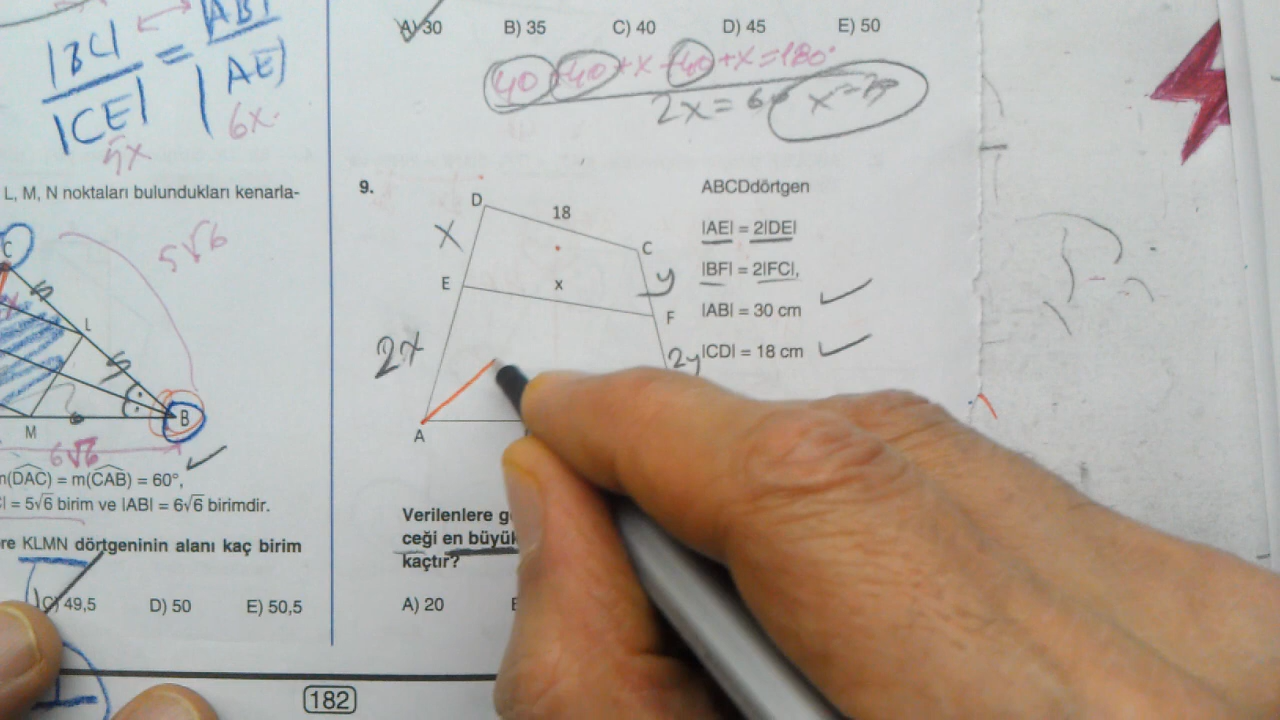 |BC| = |AB|
|CE| |AE|
5x 6x
A) 30 B) 35 C) 40 D) 45 E) 50
40+40+x+40+x=180°
2x = 60
L, M, N noktaları bulundukları kenarla-
5√6
C
L
M
B
6√6
m(DAC) = m(CAB) = 60°,
= 5√6 birim ve |AB| = 6√6 birimdir.
KLMN dörtgeninin alanı kaç birim
C) 49,5 D) 50 E) 50,5
9.
D
18
C
x
y
E
x
F
2x
2y
A
ABCDdörtgen
|AE| = 2|DE|
|BF| = 2|FC|,
|AB| = 30 cm
|CD| = 18 cm
Verilenlere
ceği en büyük
kaçtır?
A) 20
182